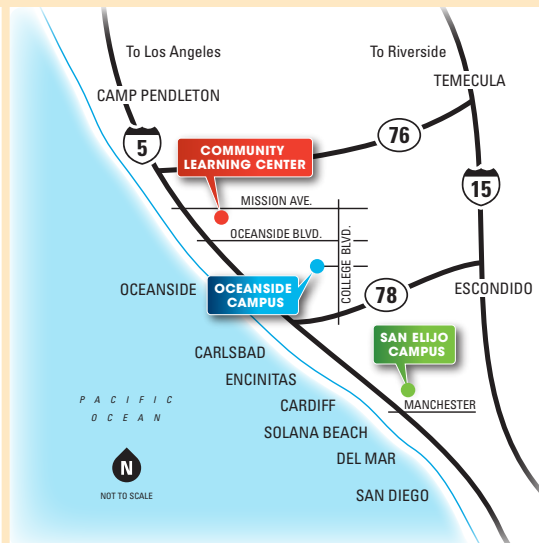 To Los Angeles
To Riverside
TEMECULA
CAMP PENDLETON
76
5
COMMUNITY
LEARNING CENTER
15
MISSION AVE.
OCEANSIDE BLVD.
COLLEGE BLVD.
OCEANSIDE
OCEANSIDE
CAMPUS
78
ESCONDIDO
SAN ELIJO
CAMPUS
CARLSBAD
ENCINITAS
PACIFIC
OCEAN
CARDIFF
MANCHESTER
SOLANA BEACH
DEL MAR
N
NOT TO SCALE
SAN DIEGO